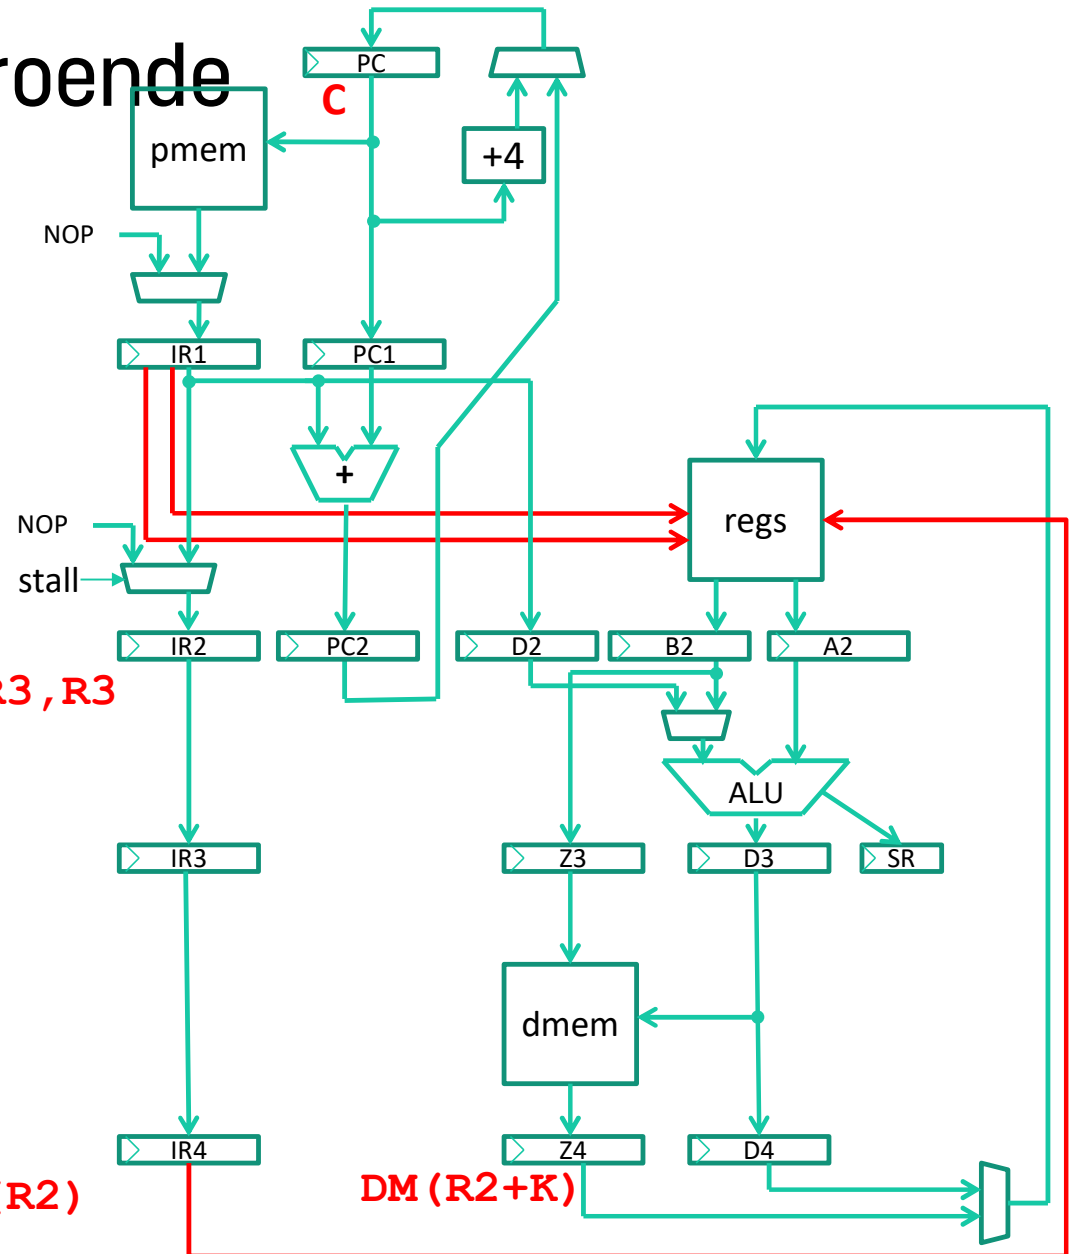 roende
PC
C
pmem
+4
NOP
IR1
PC1
+
NOP
regs
stall
IR2
PC2
D2
B2
A2
R3,R3
ALU
IR3
Z3
D3
SR
dmem
IR4
Z4
D4
(R2)
DM(R2+K)